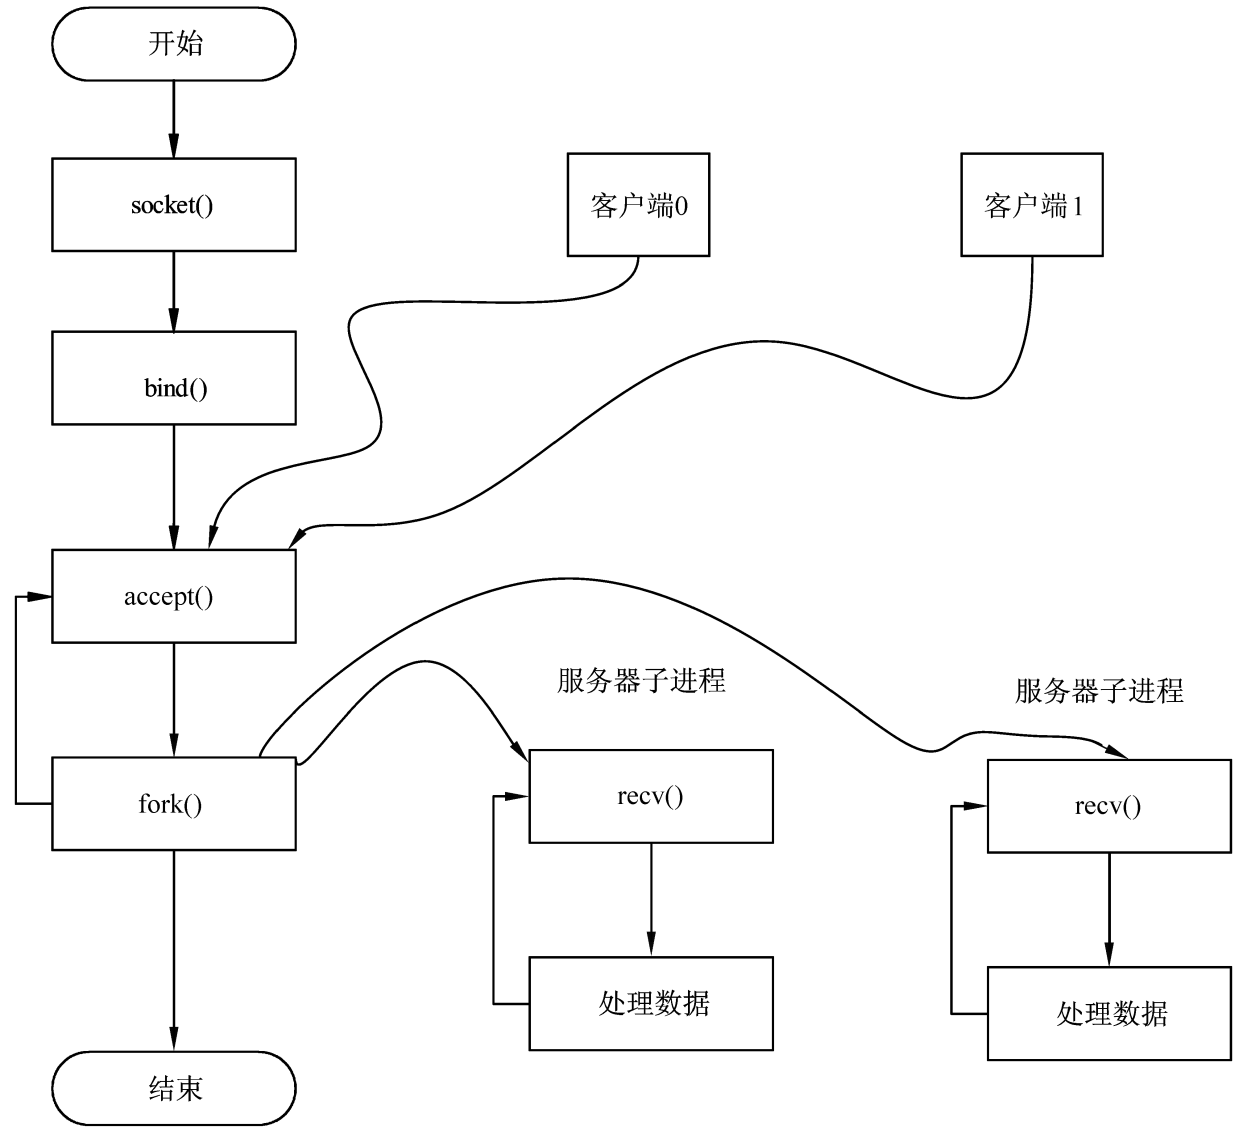 开始
socket()
客户端0
客户端1
bind()
accept()
服务器子进程
服务器子进程
fork()
recv()
recv()
处理数据
处理数据
结束